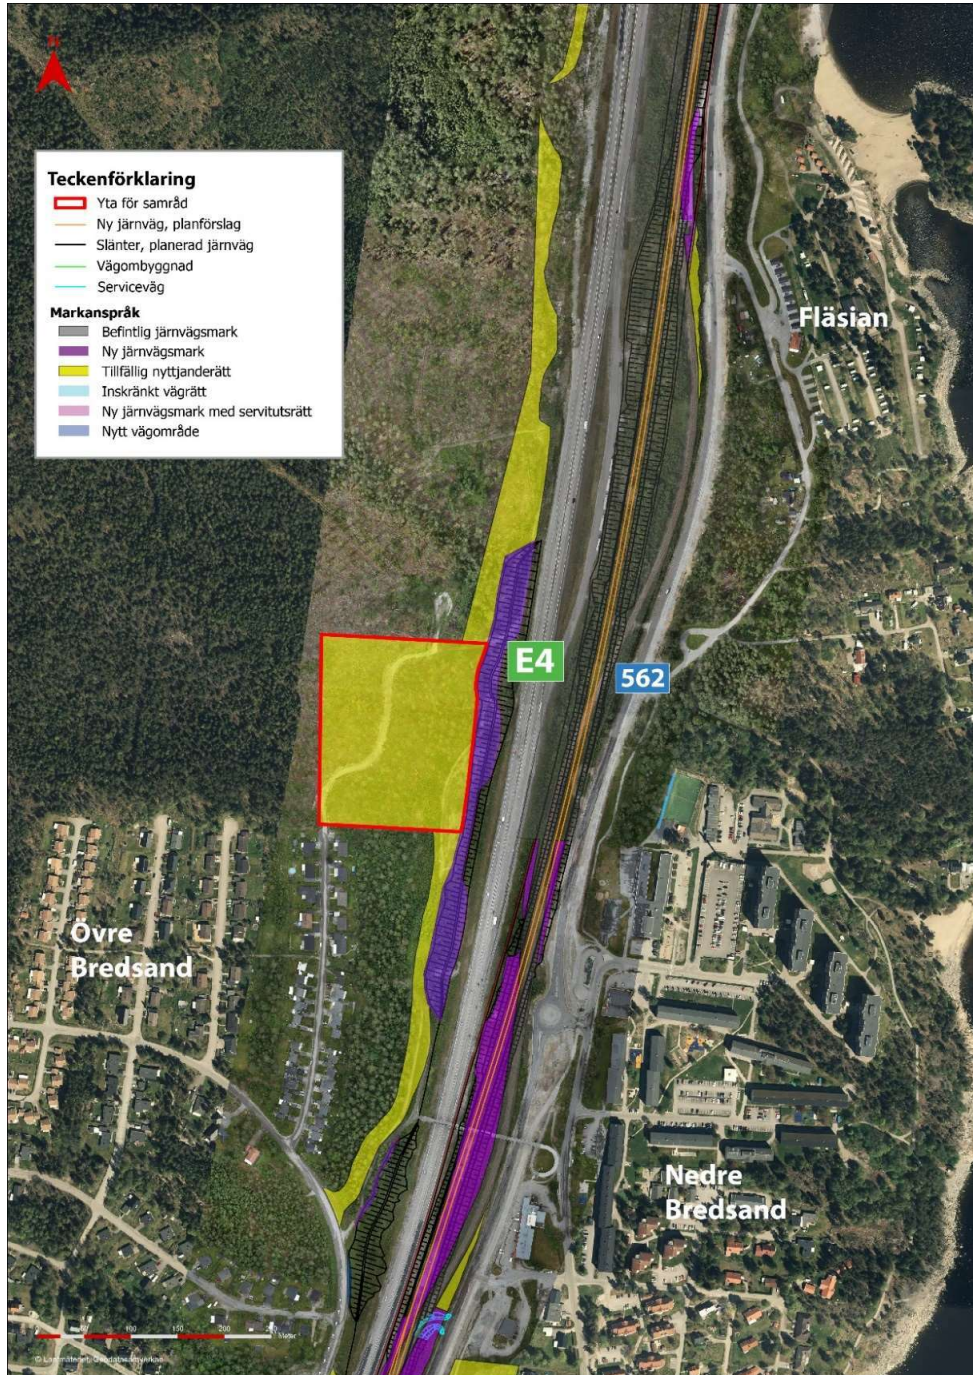 N
Teckenförklaring
Yta för samråd
Ny järnväg, planförslag
Slänter, planerad järnväg
Vägombyggnad
Serviceväg
Markanspråk
Befintlig järnvägsmark
Ny järnvägsmark
Tillfällig nyttjanderätt
Inskränkt vägrätt
Ny järnvägsmark med servitutsrätt
Nytt vägområde
Fläsian
E4
562
Övre
Bredsand
Nedre
Bredsand
100
150
200
Meter
© Lantmäteriet, Geodatasamverkan